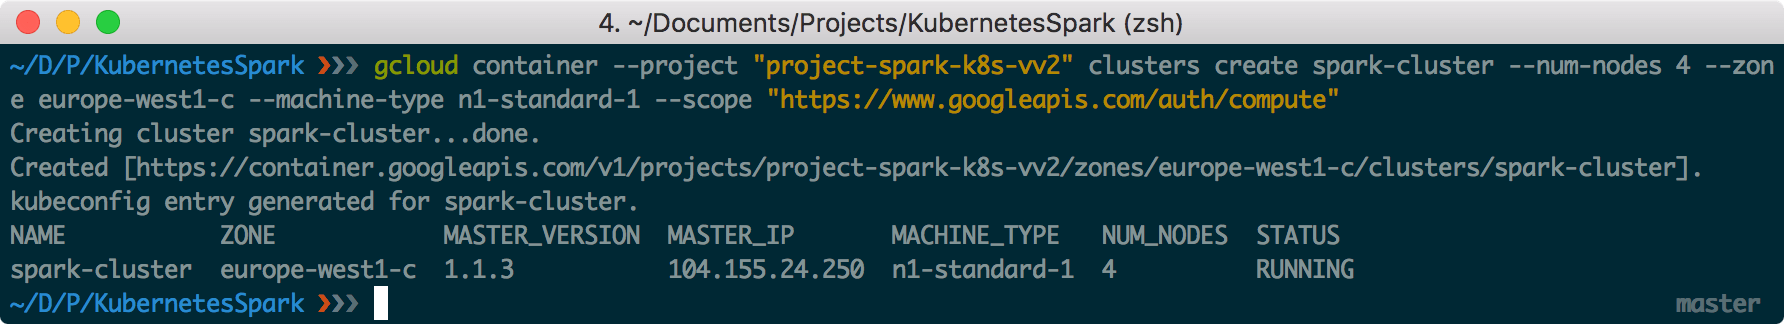 4. ~/Documents/Projects/KubernetesSpark (zsh)
~/D/P/KubernetesSpark ❯❯❯ gcloud container --project "project-spark-k8s-vv2" clusters create spark-cluster --num-nodes 4 --zon
e europe-west1-c --machine-type n1-standard-1 --scope "https://www.googleapis.com/auth/compute"
Creating cluster spark-cluster...done.
Created [https://container.googleapis.com/v1/projects/project-spark-k8s-vv2/zones/europe-west1-c/clusters/spark-cluster].
kubeconfig entry generated for spark-cluster.
NAME ZONE MASTER_VERSION MASTER_IP MACHINE_TYPE NUM_NODES STATUS
spark-cluster europe-west1-c 1.1.3 104.155.24.250 n1-standard-1 4 RUNNING
~/D/P/KubernetesSpark ❯❯❯ master